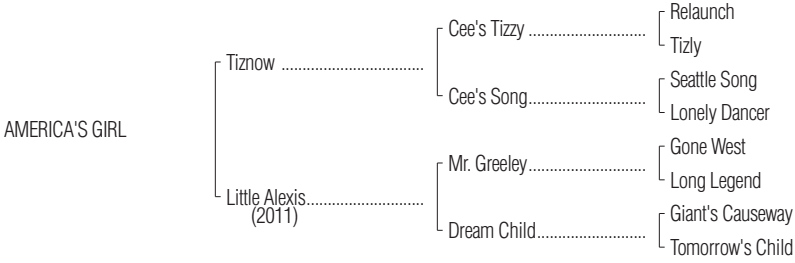 Relaunch
Cee's Tizzy ..............................
Tizly
Tiznow ....................................
Seattle Song
Cee's Song..............................
Lonely Dancer
AMERICA'S GIRL
Gone West
Mr. Greeley..............................
Long Legend
Little Alexis..............................
(2011)
Giant's Causeway
Dream Child............................
Tomorrow's Child